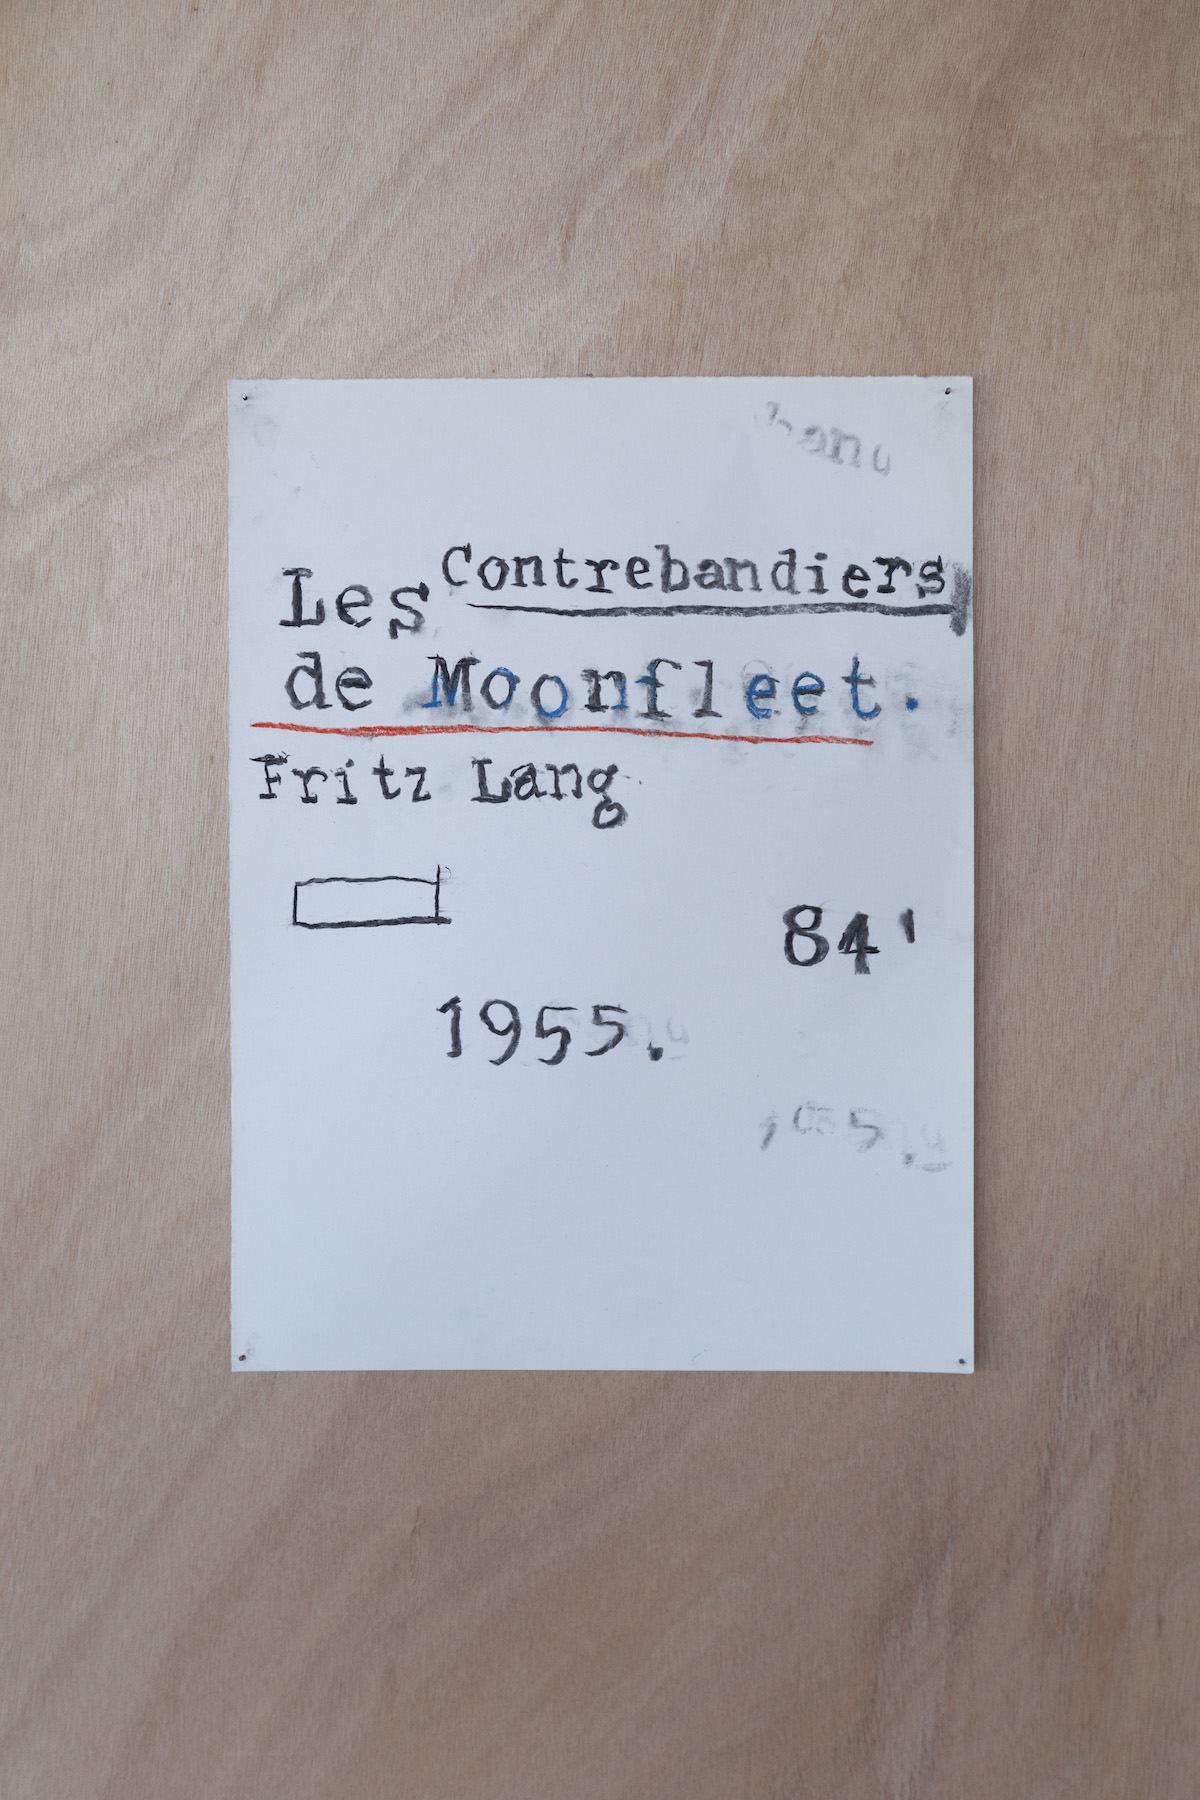 Les Contrebandiers
de Moonfleet.
Fritz Lang
84'
1955.